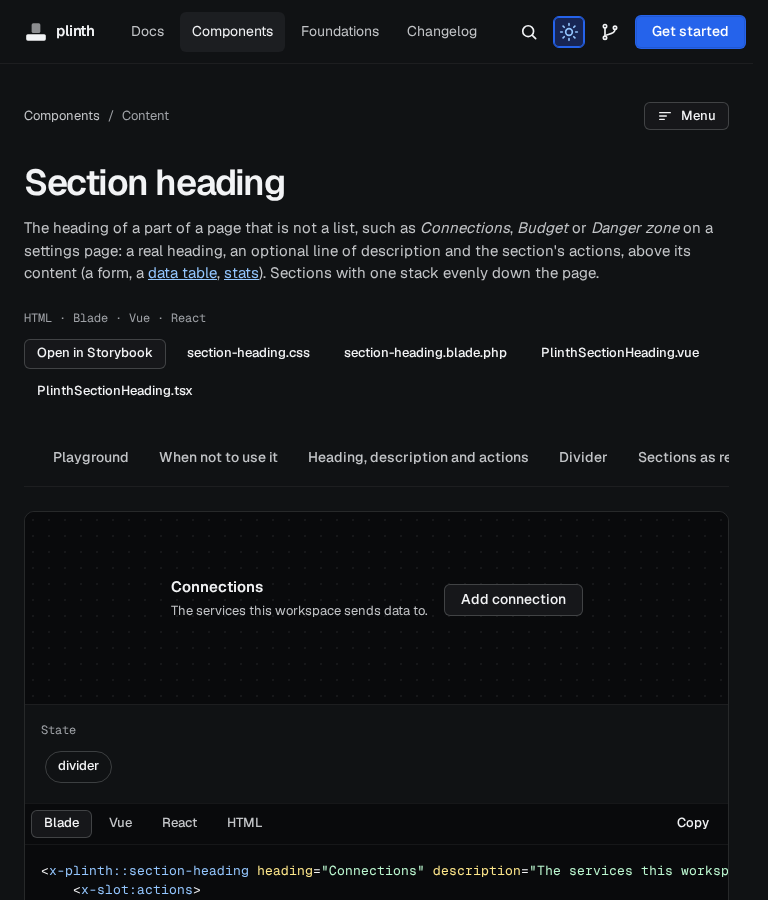 plinth Docs Components Foundations Changelog Get started
Components / Content
Menu
Section heading
The heading of a part of a page that is not a list, such as Connections, Budget or Danger zone on a
settings page: a real heading, an optional line of description and the section's actions, above its
content (a form, a data table, stats). Sections with one stack evenly down the page.
HTML · Blade · Vue · React
Open in Storybook section-heading.css section-heading.blade.php PlinthSectionHeading.vue
PlinthSectionHeading.tsx
Playground When not to use it Heading, description and actions Divider Sections as re
Connections
The services this workspace sends data to.
Add connection
State
divider
Blade Vue React HTML Copy
<x-plinth::section-heading heading="Connections" description="The services this worksp
<x-slot:actions>